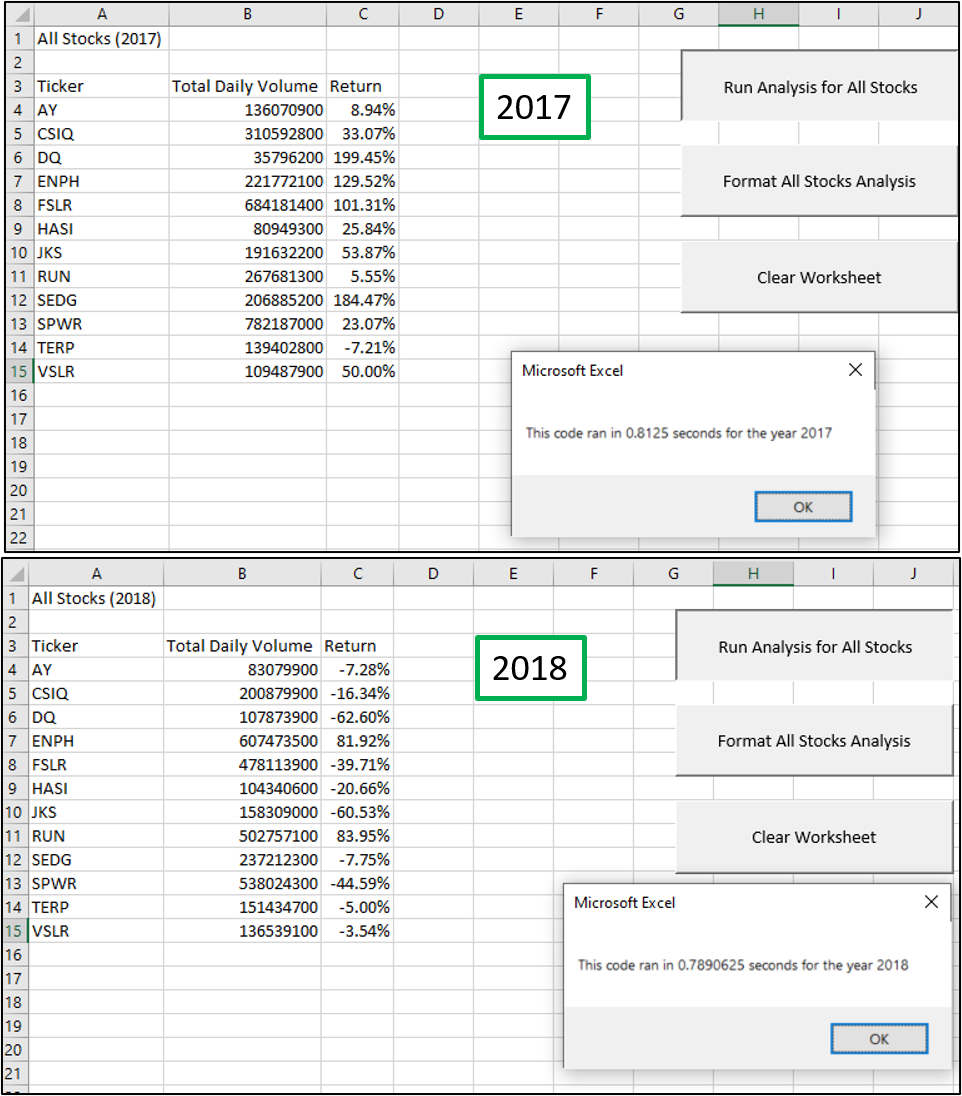 A B C D E F G H I J
1 All Stocks (2017)
2
3 Ticker Total Daily Volume Return
2017
Run Analysis for All Stocks
4 AY 136070900 8.94%
5 CSIQ 310592800 33.07%
6 DQ 35796200 199.45%
7 ENPH 221772100 129.52%
Format All Stocks Analysis
8 FSLR 684181400 101.31%
9 HASI 80949300 25.84%
10 JKS 191632200 53.87%
11 RUN 267681300 5.55%
Clear Worksheet
12 SEDG 206885200 184.47%
13 SPWR 782187000 23.07%
14 TERP 139402800 -7.21%
15 VSLR 109487900 50.00%
Microsoft Excel
16
17
18
This code ran in 0.8125 seconds for the year 2017
19
20
21
OK
22
A B C D E F G H I J
1 All Stocks (2018)
2
3 Ticker Total Daily Volume Return
2018
Run Analysis for All Stocks
4 AY 83079900 -7.28%
5 CSIQ 200879900 -16.34%
6 DQ 107873900 -62.60%
7 ENPH 607473500 81.92%
Format All Stocks Analysis
8 FSLR 478113900 -39.71%
9 HASI 104340600 -20.66%
10 JKS 158309000 -60.53%
11 RUN 502757100 83.95%
Clear Worksheet
12 SEDG 237212300 -7.75%
13 SPWR 538024300 -44.59%
14 TERP 151434700 -5.00%
Microsoft Excel
15 VSLR 136539100 -3.54%
16
17
This code ran in 0.7890625 seconds for the year 2018
18
19
20
OK
21